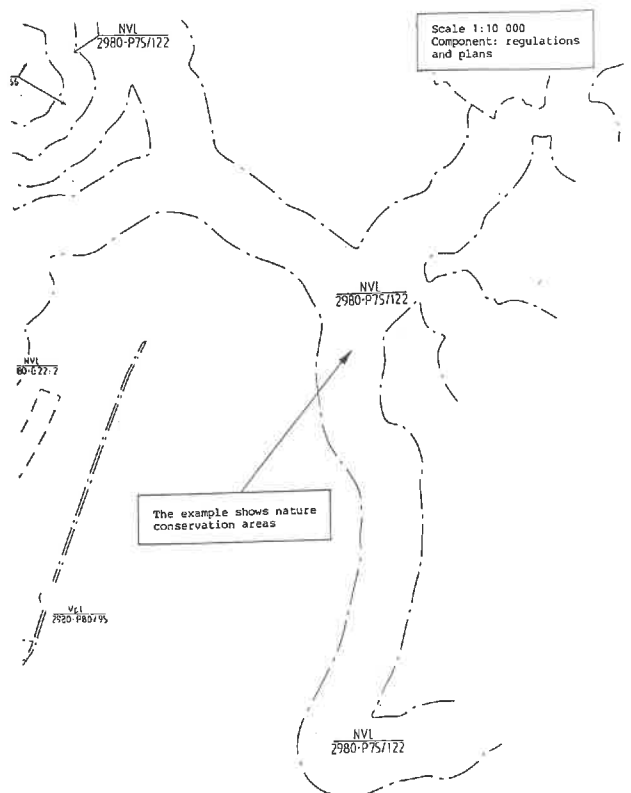 NVL
2980-P75/122
Scale 1:10 000
Component: regulations
and plans
56
NVL
2980-P75/122
NVL
80-G22:2
The example shows nature
conservation areas
2980-P80/95
NVL
2980-P75/122